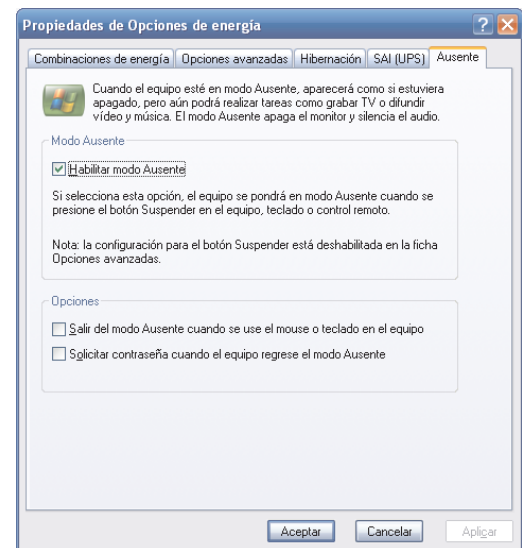 Propiedades de Opciones de energía
Combinaciones de energía Opciones avanzadas Hibernación SAI (UPS) Ausente
Cuando el equipo esté en modo Ausente, aparecerá como si estuviera
apagado, pero aún podrá realizar tareas como grabar TV o difundir
vídeo y música. El modo Ausente apaga el monitor y silencia el audio.
Modo Ausente
Habilitar modo Ausente
Si selecciona esta opción, el equipo se pondrá en modo Ausente cuando se
presione el botón Suspender en el equipo, teclado o control remoto.
Nota: la configuración para el botón Suspender está deshabilitada en la ficha
Opciones avanzadas.
Opciones
Salir del modo Ausente cuando se use el mouse o teclado en el equipo
Solicitar contraseña cuando el equipo regrese el modo Ausente
Aceptar Cancelar Aplicar